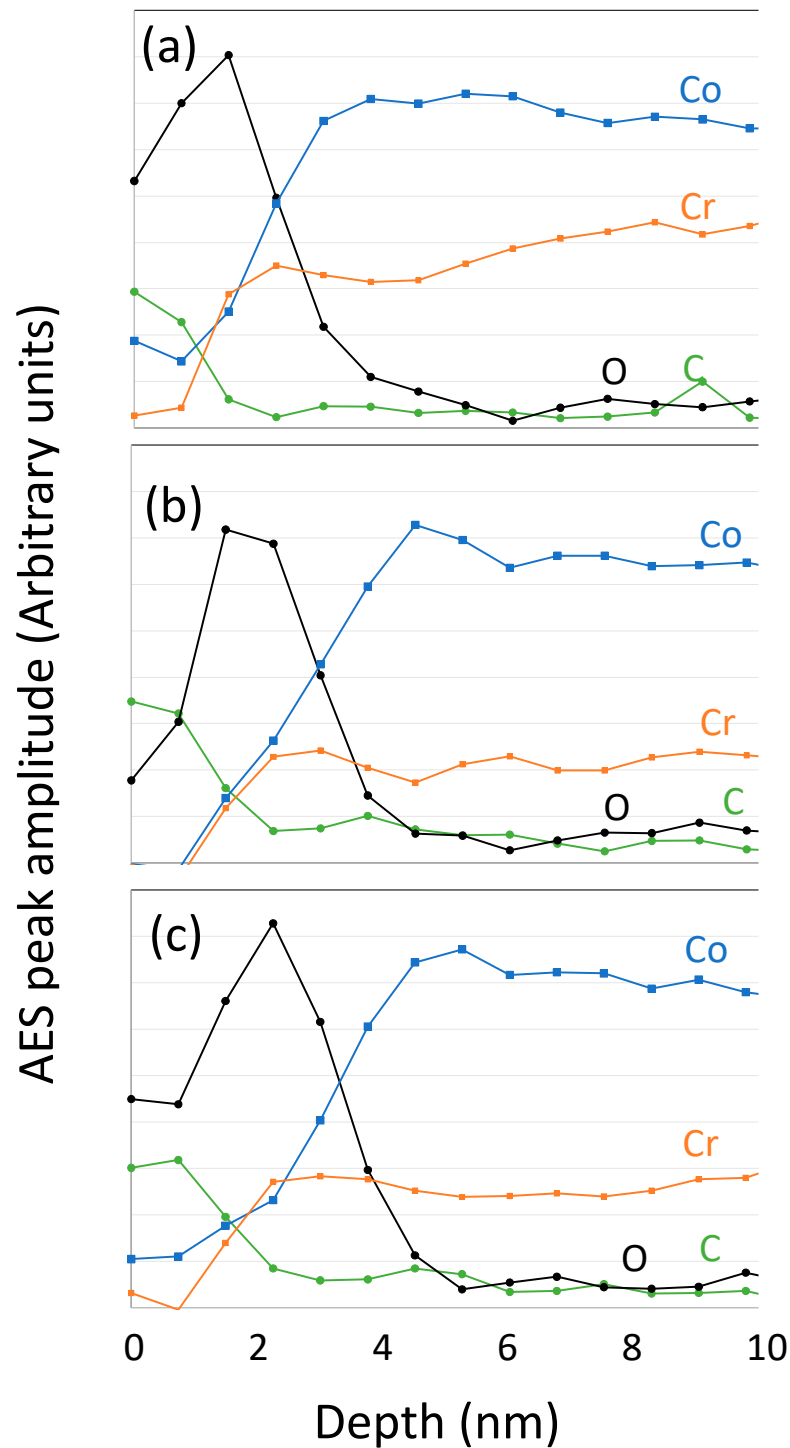 (a)
Co
Cr
O
C
(b)
Co
Cr
O
C
(c)
Co
Cr
O
C
AES peak amplitude (Arbitrary units)
0 2 4 6 8 10
Depth (nm)